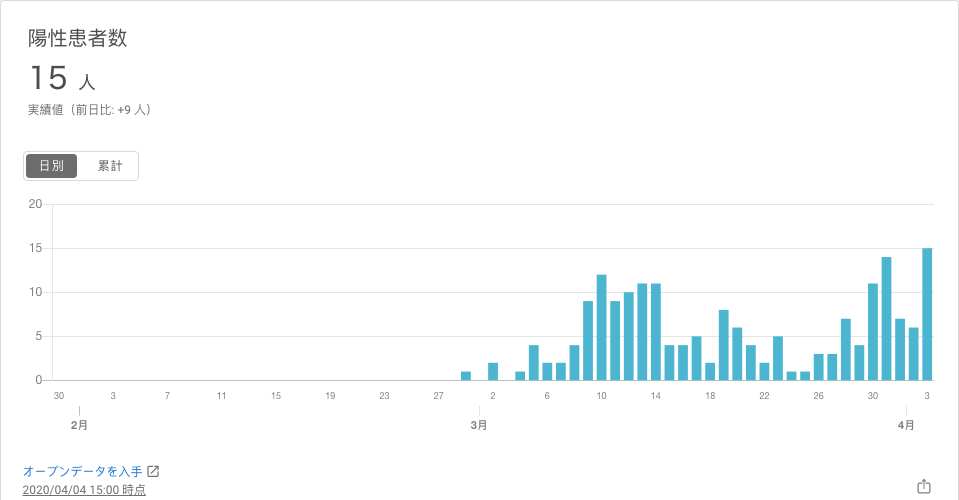 陽性患者数
15 人
実績値（前日比: +9 人）
日別 累計
20
15
10
5
0
30 3 7 11 15 19 23 27 2 6 10 14 18 22 26 30 3
2月 3月 4月
オープンデータを入手
2020/04/04 15:00 時点